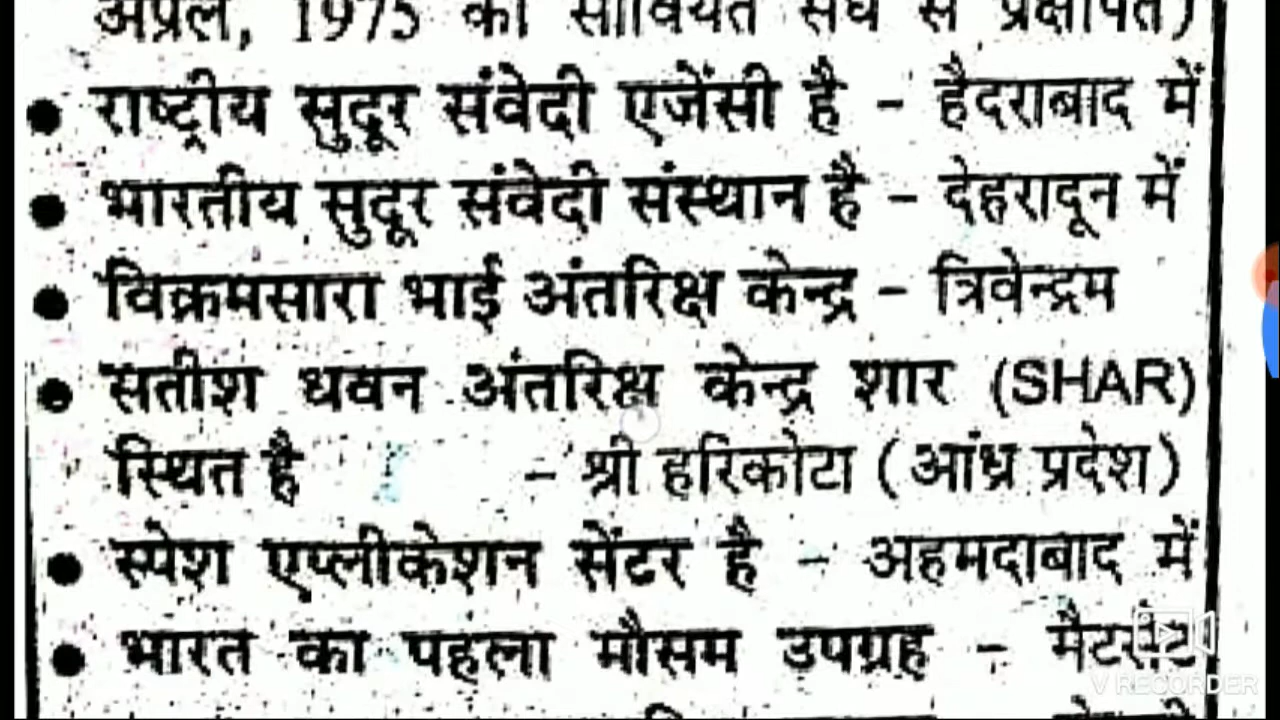 अप्रैल, 1975 को सोवियत संघ से प्रक्षेपित)
• राष्ट्रीय सुदूर संवेदी एजेंसी है - हैदराबाद में
• भारतीय सुदूर संवेदी संस्थान है - देहरादून में
• विक्रमसारा भाई अंतरिक्ष केन्द्र - त्रिवेन्द्रम
• सतीश धवन अंतरिक्ष केन्द्र शार (SHAR)
स्थित है - श्री हरिकोटा (आंध्र प्रदेश)
• स्पेश एप्लीकेशन सेंटर है - अहमदाबाद में
• भारत का पहला मौसम उपग्रह - मैटसेट
V RECORDER